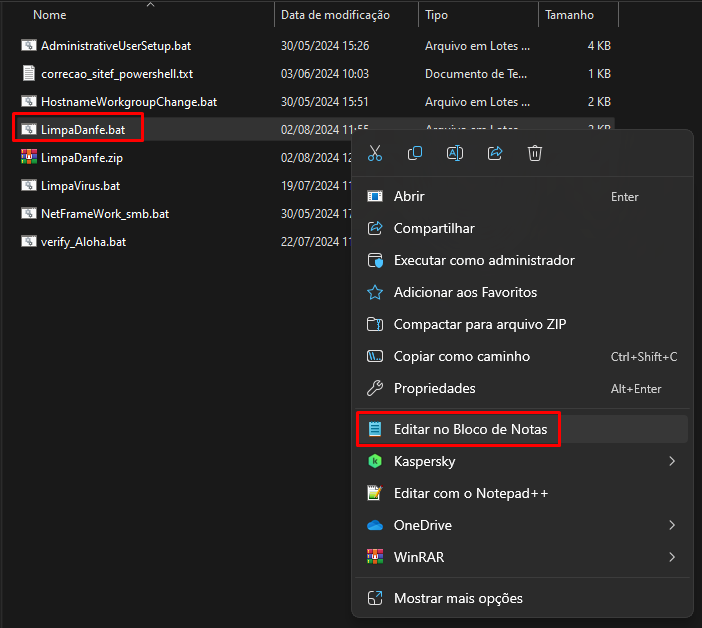 Nome Data de modificação Tipo Tamanho
AdministrativeUserSetup.bat 30/05/2024 15:26 Arquivo em Lotes ... 4 KB
correcao_sitef_powershell.txt 03/06/2024 10:03 Documento de Te... 1 KB
HostnameWorkgroupChange.bat 30/05/2024 15:51 Arquivo em Lotes ... 2 KB
LimpaDanfe.bat 02/08/2024 11:55 Arquivo em Lotes ... 2 KB
LimpaDanfe.zip 02/08/2024 12
LimpaVirus.bat 19/07/2024 11
NetFrameWork_smb.bat 30/05/2024 17
verify_Aloha.bat 22/07/2024 11
Abrir Enter
Compartilhar
Executar como administrador
Adicionar aos Favoritos
Compactar para arquivo ZIP
Copiar como caminho Ctrl+Shift+C
Propriedades Alt+Enter
Editar no Bloco de Notas
Kaspersky
Editar com o Notepad++
OneDrive
WinRAR
Mostrar mais opções